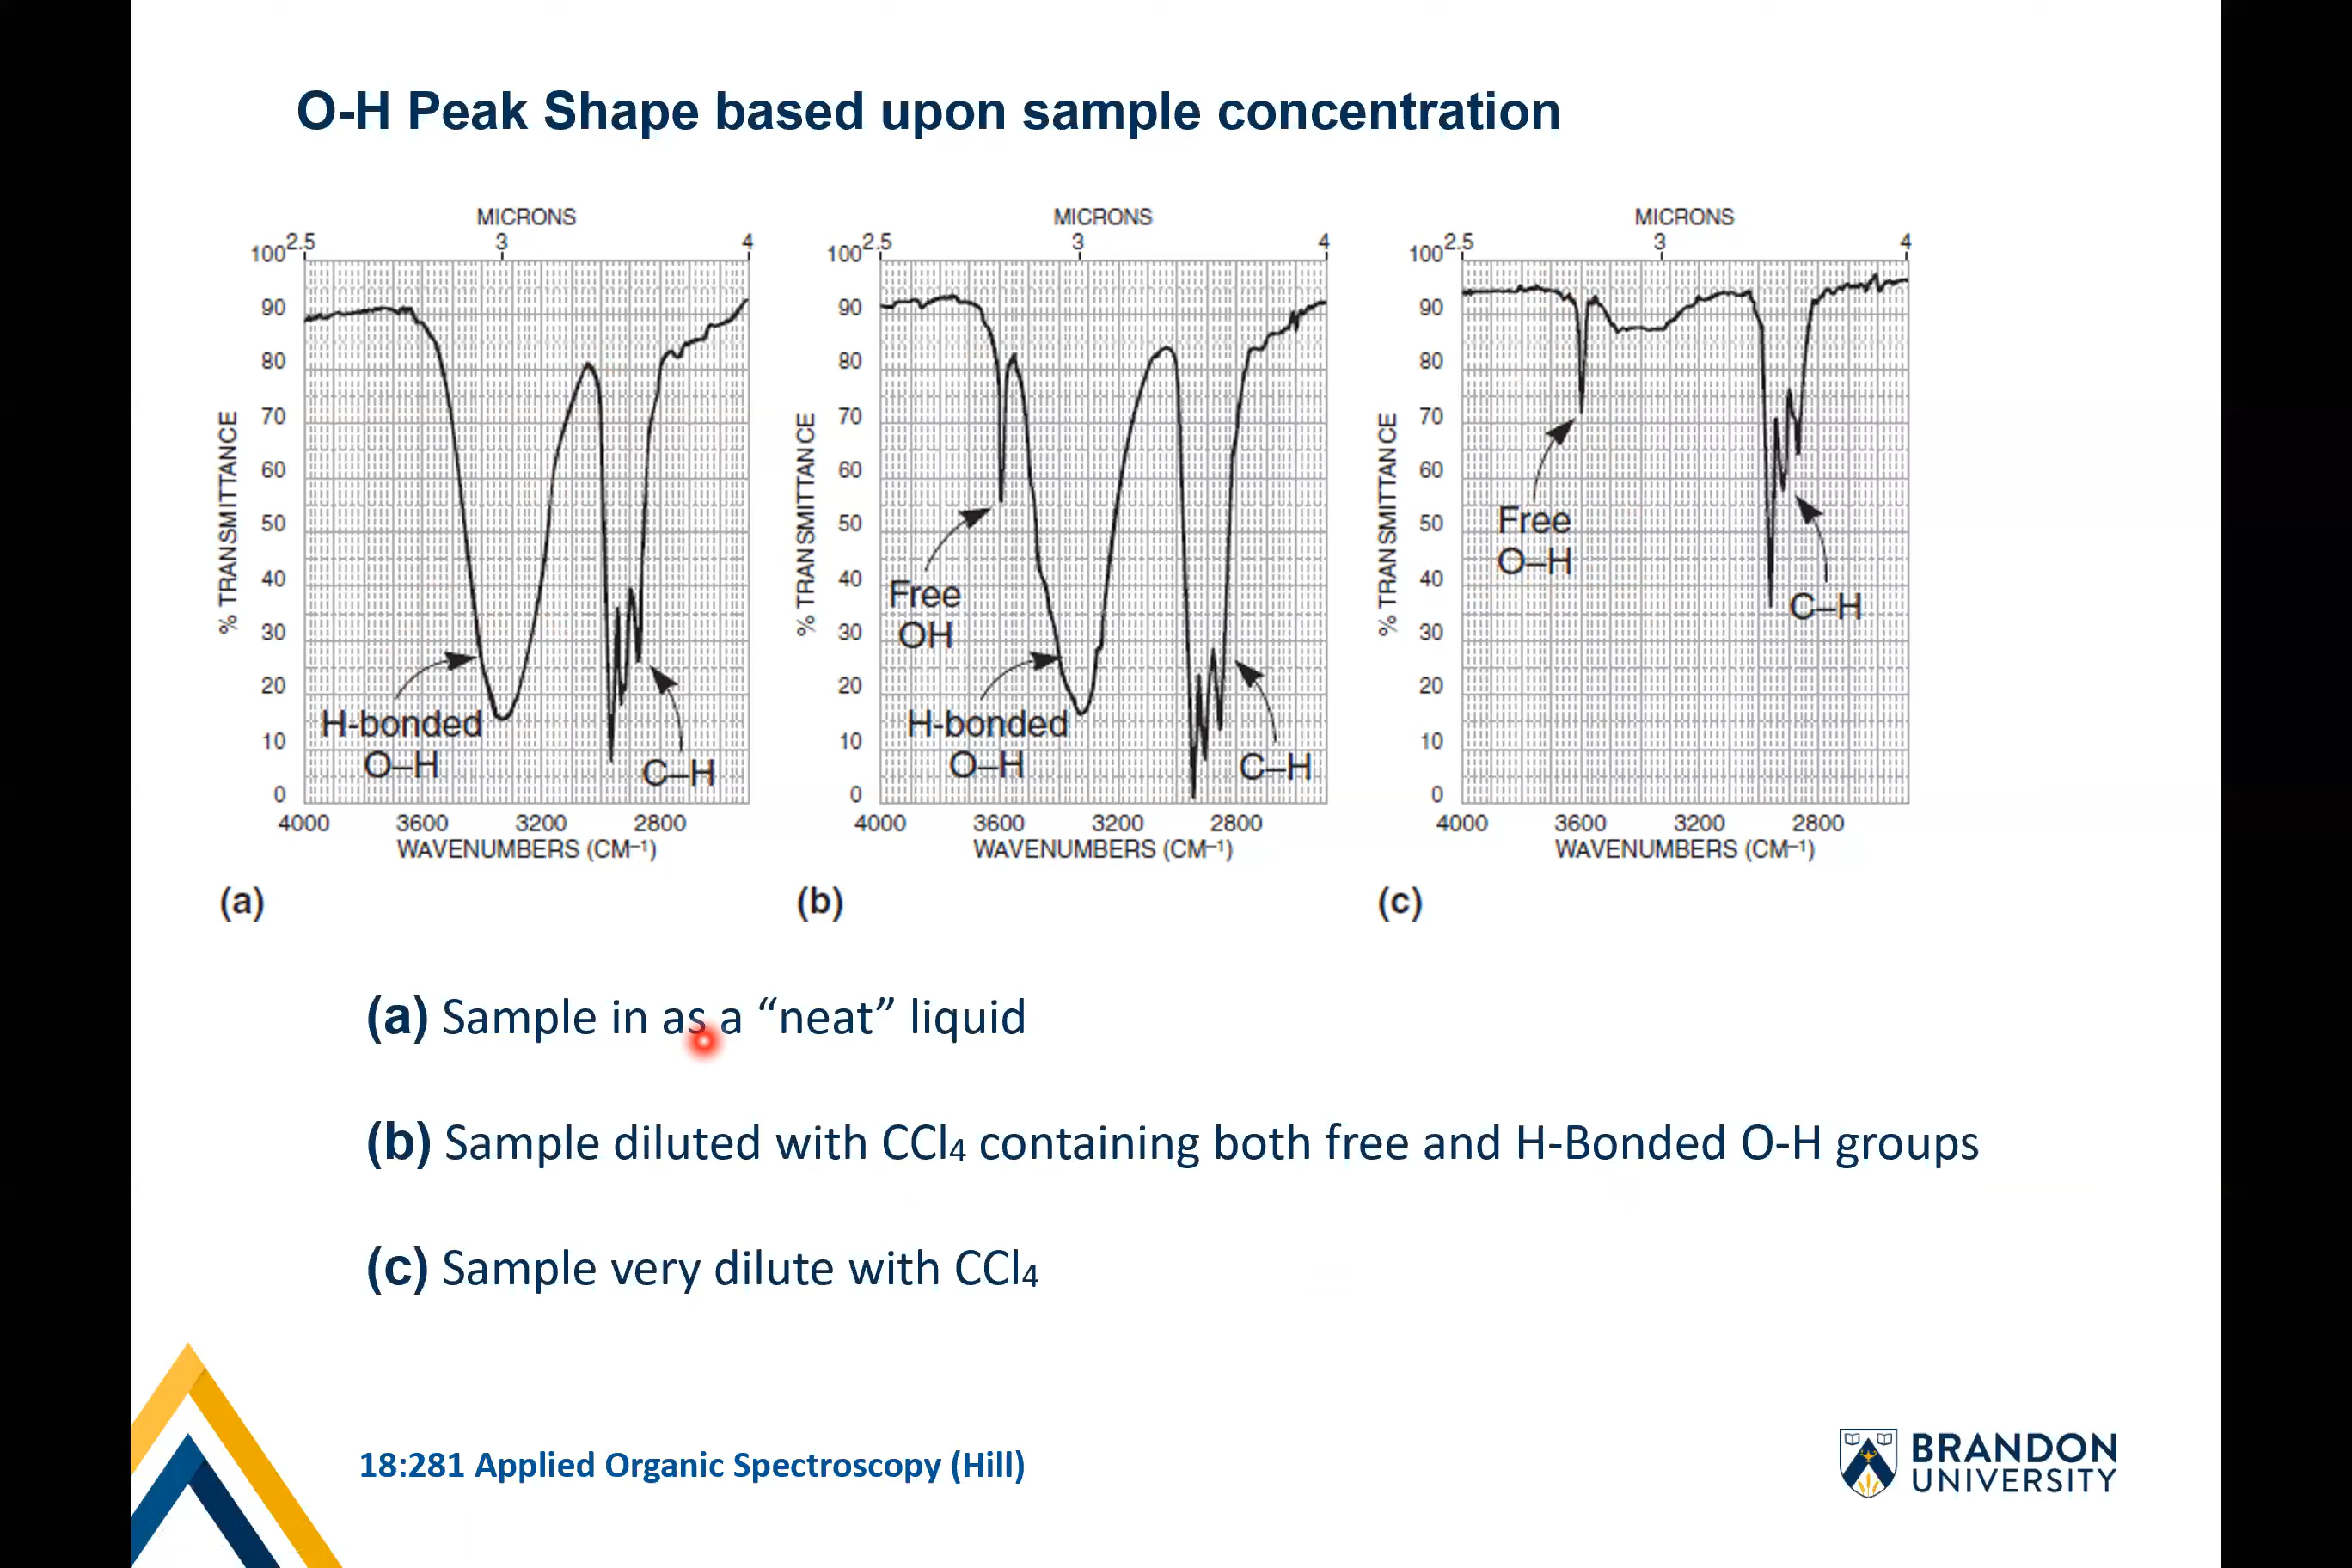 O-H Peak Shape based upon sample concentration
MICRONS
2.5 3 4
100
90
80
70
60
50
40
30
20
10
0
% TRANSMITTANCE
H-bonded
O–H
C–H
4000 3600 3200 2800
WAVENUMBERS (CM⁻¹)
(a)
MICRONS
2.5 3 4
100
90
80
70
60
50
40
30
20
10
0
% TRANSMITTANCE
Free
OH
H-bonded
O–H
C–H
4000 3600 3200 2800
WAVENUMBERS (CM⁻¹)
(b)
MICRONS
2.5 3 4
100
90
80
70
60
50
40
30
20
10
0
% TRANSMITTANCE
Free
O–H
C–H
4000 3600 3200 2800
WAVENUMBERS (CM⁻¹)
(c)
(a) Sample in as a “neat” liquid
(b) Sample diluted with CCl₄ containing both free and H-Bonded O-H groups
(c) Sample very dilute with CCl₄
18:281 Applied Organic Spectroscopy (Hill)
BRANDON
UNIVERSITY